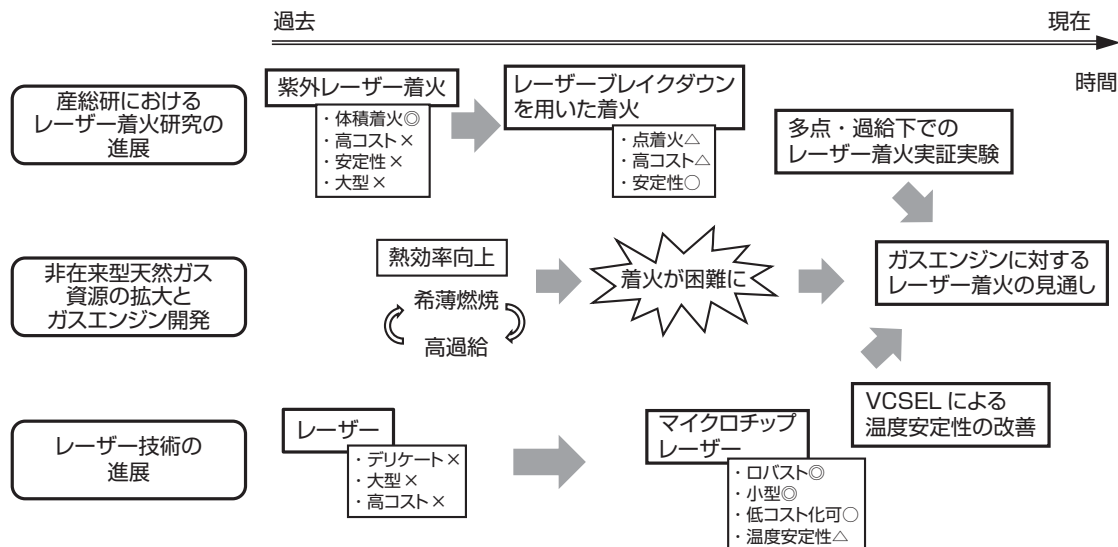 過去
現在
時間
産総研における
レーザー着火研究の
進展
紫外レーザー着火
・体積着火◎
・高コスト×
・安定性×
・大型×
レーザーブレイクダウン
を用いた着火
・点着火△
・高コスト△
・安定性○
多点・過給下での
レーザー着火実証実験
非在来型天然ガス
資源の拡大と
ガスエンジン開発
熱効率向上
希薄燃焼
高過給
着火が困難に
ガスエンジンに対する
レーザー着火の見通し
レーザー技術の
進展
レーザー
・デリケート×
・大型×
・高コスト×
マイクロチップ
レーザー
・ロバスト◎
・小型◎
・低コスト化可○
・温度安定性△
VCSEL による
温度安定性の改善